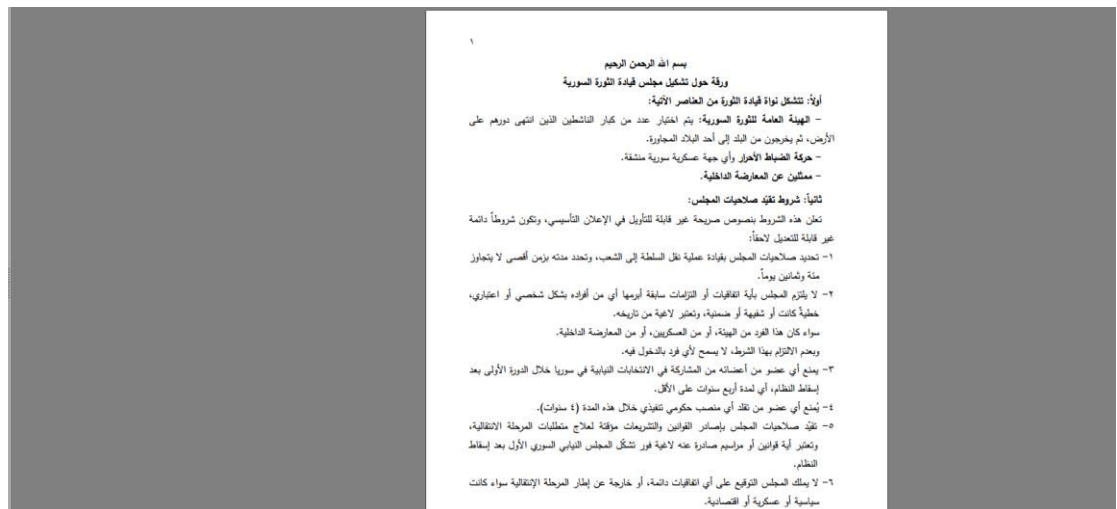 ١
بسم الله الرحمن الرحيم
ورقة حول تشكيل مجلس قيادة الثورة السورية
أولاً: تتشكل نواة قيادة الثورة من العناصر الآتية:
- الهيئة العامة للثورة السورية: يتم اختيار عدد من كبار الناشطين الذين انتهى دورهم على
الأرض، ثم يخرجون من البلد إلى أحد البلاد المجاورة.
- حركة الضباط الأحرار وأي جهة عسكرية سورية منشقة.
- ممثلين عن المعارضة الداخلية.
ثانياً: شروط تقيّد صلاحيات المجلس:
تعلن هذه الشروط بنصوص صريحة غير قابلة للتأويل في الإعلان التأسيسي، وتكون شروطاً دائمة
غير قابلة للتعديل لاحقاً:
١- تحديد صلاحيات المجلس بقيادة عملية نقل السلطة إلى الشعب، وتحدد مدته بزمن أقصى لا يتجاوز
مئة وثمانين يوماً.
٢- لا يلتزم المجلس بأية اتفاقيات أو التزامات سابقة أبرمها أي من أفراده بشكل شخصي أو اعتباري،
خطيةً كانت أو شفهية أو ضمنية، وتعتبر لاغية من تاريخه.
سواء كان هذا الفرد من الهيئة، أو من العسكريين، أو من المعارضة الداخلية.
وبعدم الالتزام بهذا الشرط، لا يسمح لأي فرد بالدخول فيه.
٣- يمنع أي عضو من أعضائه من المشاركة في الانتخابات النيابية في سوريا خلال الدورة الأولى بعد
إسقاط النظام، أي لمدة أربع سنوات على الأقل.
٤- يُمنع أي عضو من تقلد أي منصب حكومي تنفيذي خلال هذه المدة (٤ سنوات).
٥- تقيّد صلاحيات المجلس بإصادر القوانين والتشريعات مؤقتة لعلاج متطلبات المرحلة الانتقالية،
وتعتبر أية قوانين أو مراسيم صادرة عنه لاغية فور تشكّل المجلس النيابي السوري الأول بعد إسقاط
النظام.
٦- لا يملك المجلس التوقيع على أي اتفاقيات دائمة، أو خارجة عن إطار المرحلة الإنتقالية سواء كانت
سياسية أو عسكرية أو اقتصادية.